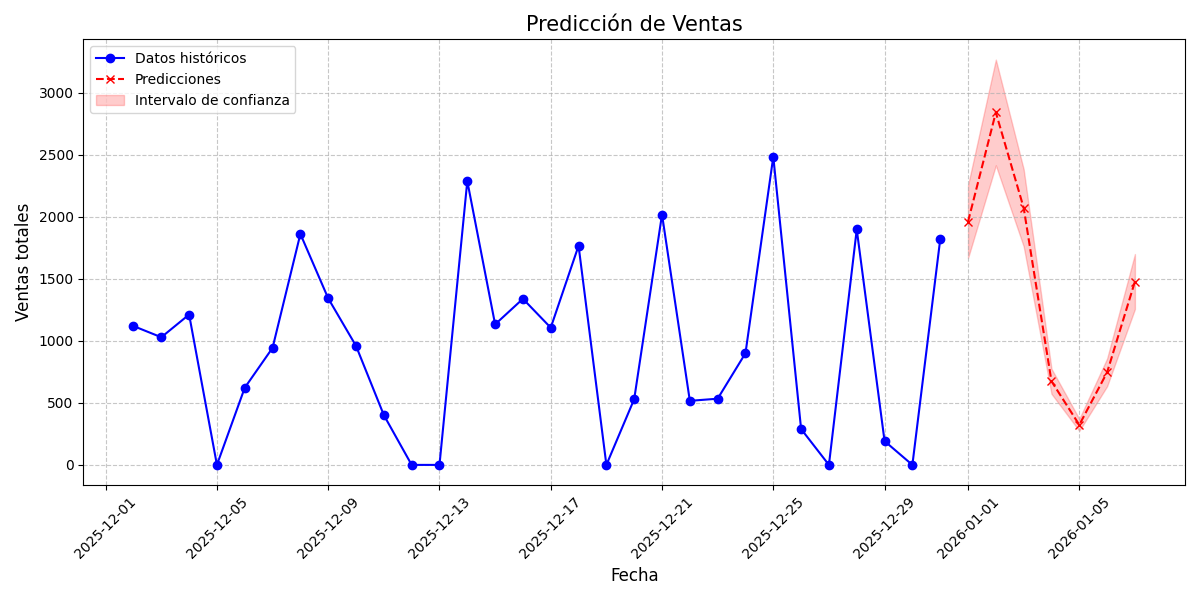 Predicción de Ventas
Datos históricos
Predicciones
Intervalo de confianza
Ventas totales
3000
2500
2000
1500
1000
500
0
2025-12-01
2025-12-05
2025-12-09
2025-12-13
2025-12-17
2025-12-21
2025-12-25
2025-12-29
2026-01-01
2026-01-05
Fecha